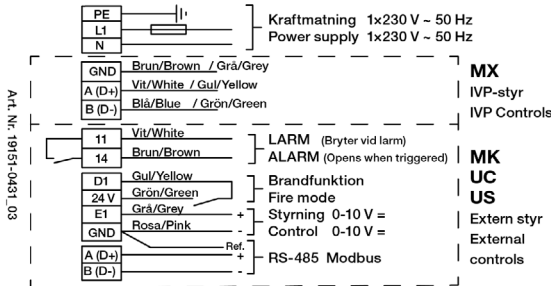 PE
L1
N
Kraftmatning 1×230 V ~ 50 Hz
Power supply 1×230 V ~ 50 Hz
GND Brun/Brown / Grå/Grey
A (D+) Vit/White / Gul/Yellow
B (D-) Blå/Blue / Grön/Green
MX
IVP-styr
IVP Controls
11 Vit/White
14 Brun/Brown
LARM (Bryter vid larm)
ALARM (Opens when triggered)
D1 Gul/Yellow
24 V Grön/Green
Brandfunktion
Fire mode
E1 Grå/Grey +
GND Rosa/Pink -
Styrning 0-10 V =
Control 0-10 V =
Ref.
A (D+) +
B (D-) -
RS-485 Modbus
MK
UC
US
Extern styr
External
controls
Art. Nr. 19151-0431_03